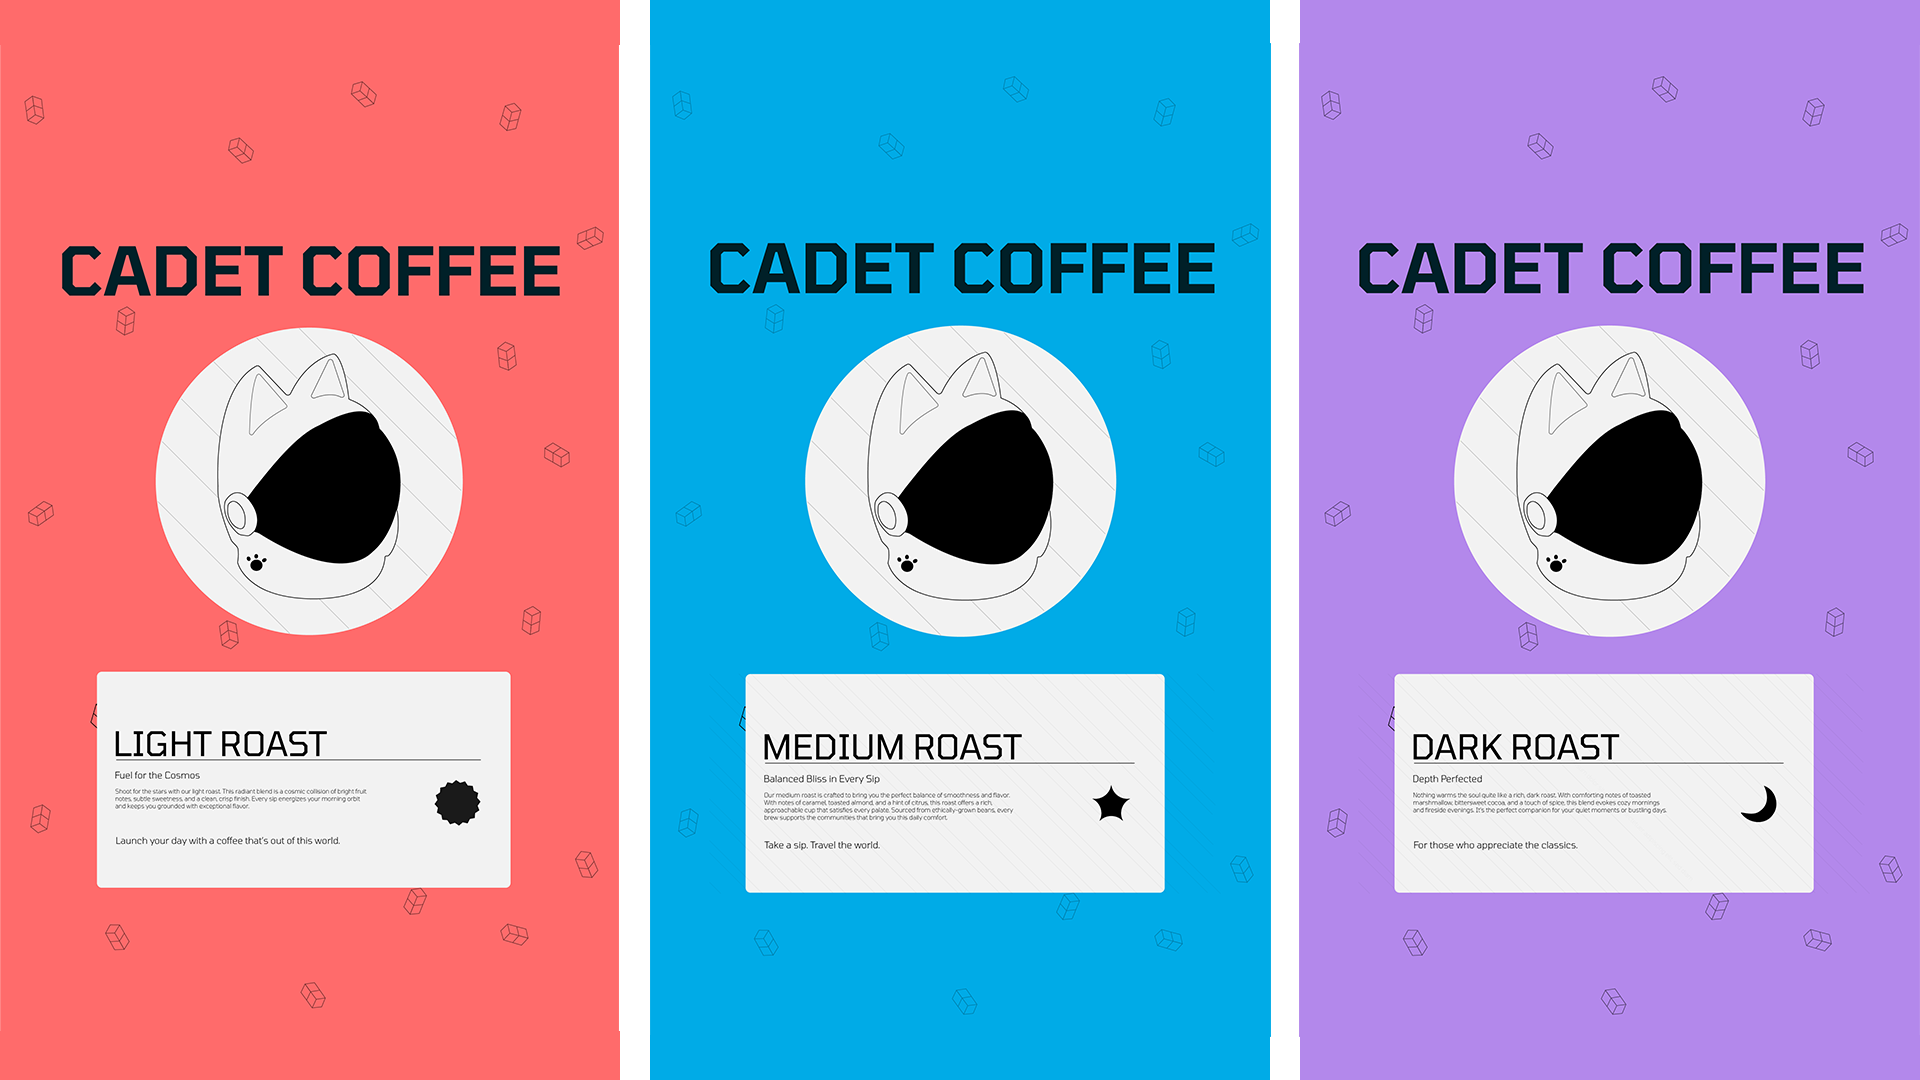 CADET COFFEE
LIGHT ROAST
Fuel for the Cosmos
Shoot for the stars with our light roast. This radiant blend is a cosmic collision of bright fruit
notes, subtle sweetness, and a clean, crisp finish. Every sip energizes your morning orbit
and keeps you grounded with exceptional flavor.
Launch your day with a coffee that's out of this world.
CADET COFFEE
MEDIUM ROAST
Balanced Bliss in Every Sip
Our medium roast is crafted to bring you the perfect balance of smoothness and flavor.
With notes of caramel, toasted almond, and a hint of citrus, this roast offers a rich,
approachable cup that satisfies every palate. Sourced from ethically-grown beans, every
brew supports the communities that bring you this daily comfort.
Take a sip. Travel the world.
CADET COFFEE
DARK ROAST
Depth Perfected
Nothing warms the soul quite like a rich, dark roast. With comforting notes of toasted
marshmallow, bittersweet cocoa, and a touch of spice, this blend evokes cozy mornings
and fireside evenings. It's the perfect companion for your quiet moments or bustling days.
For those who appreciate the classics.